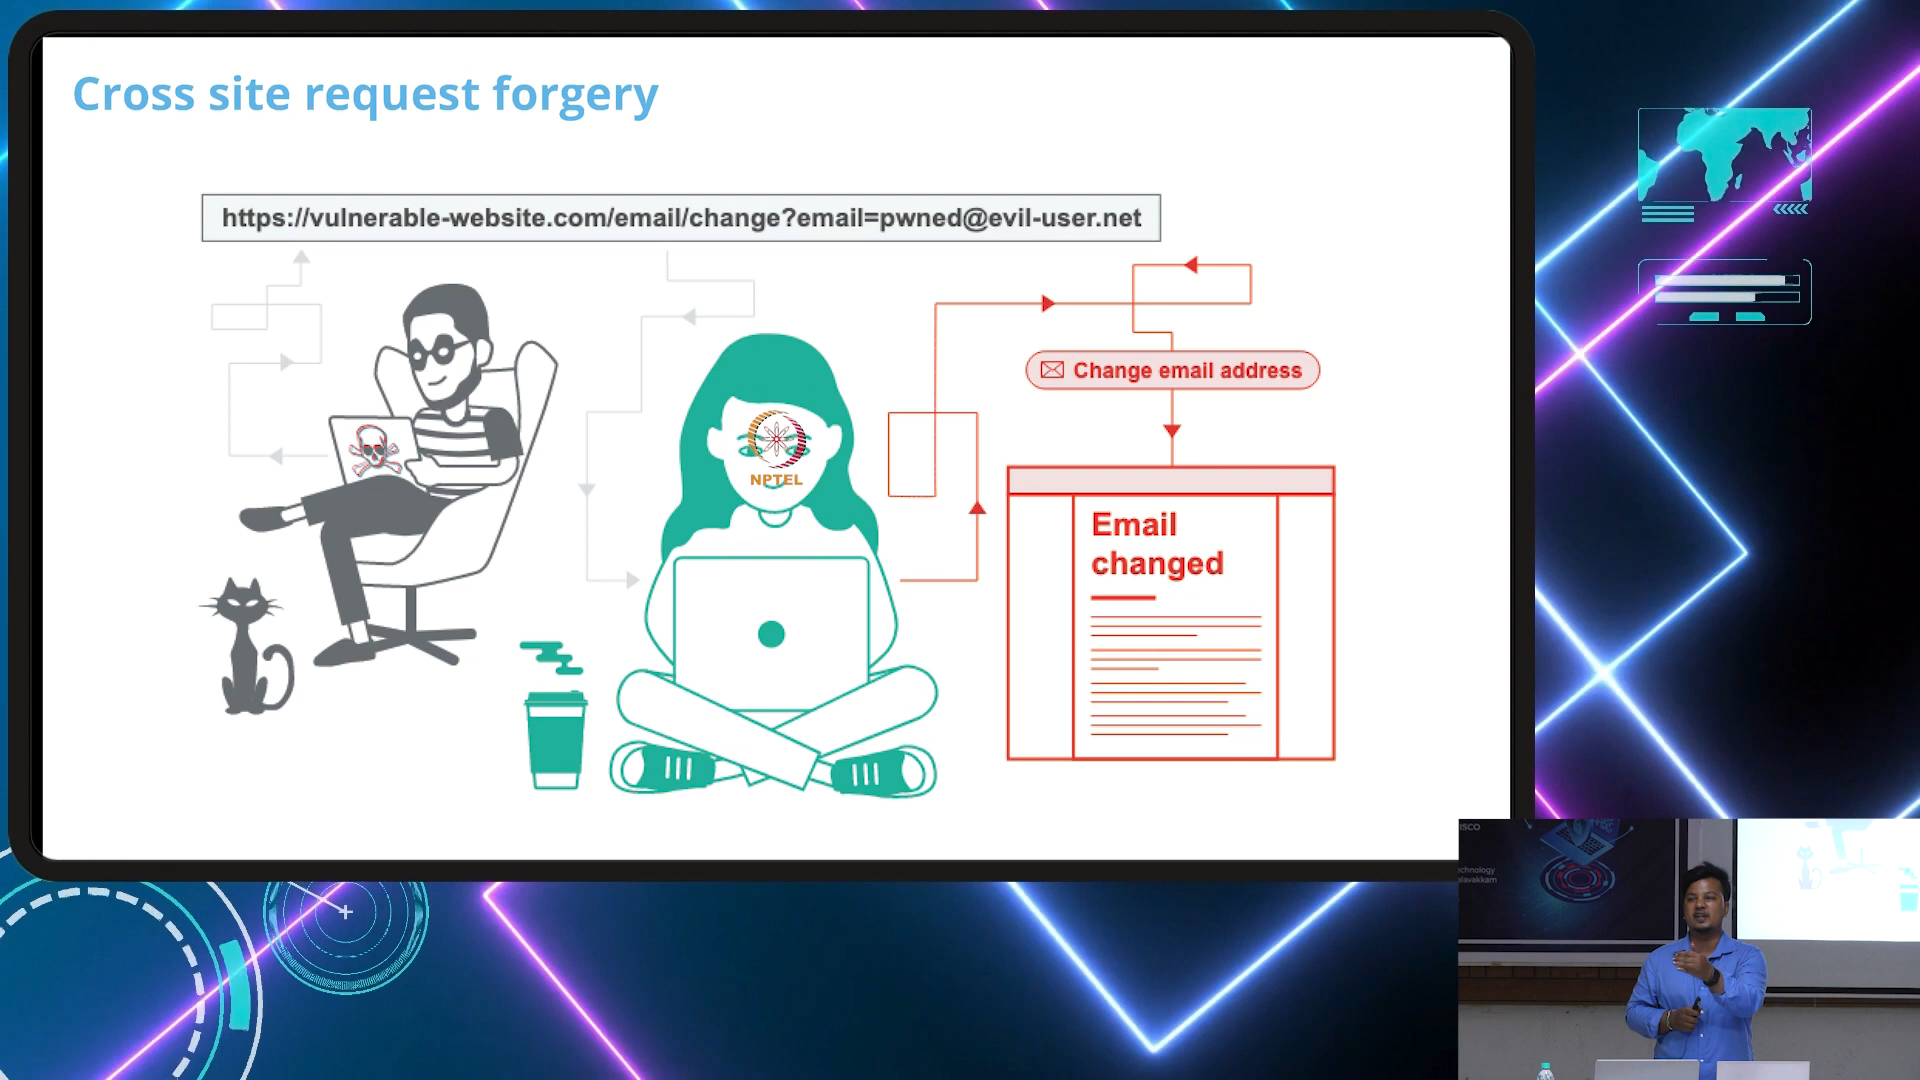 Cross site request forgery
https://vulnerable-website.com/email/change?email=pwned@evil-user.net
Change email address
NPTEL
Email
changed